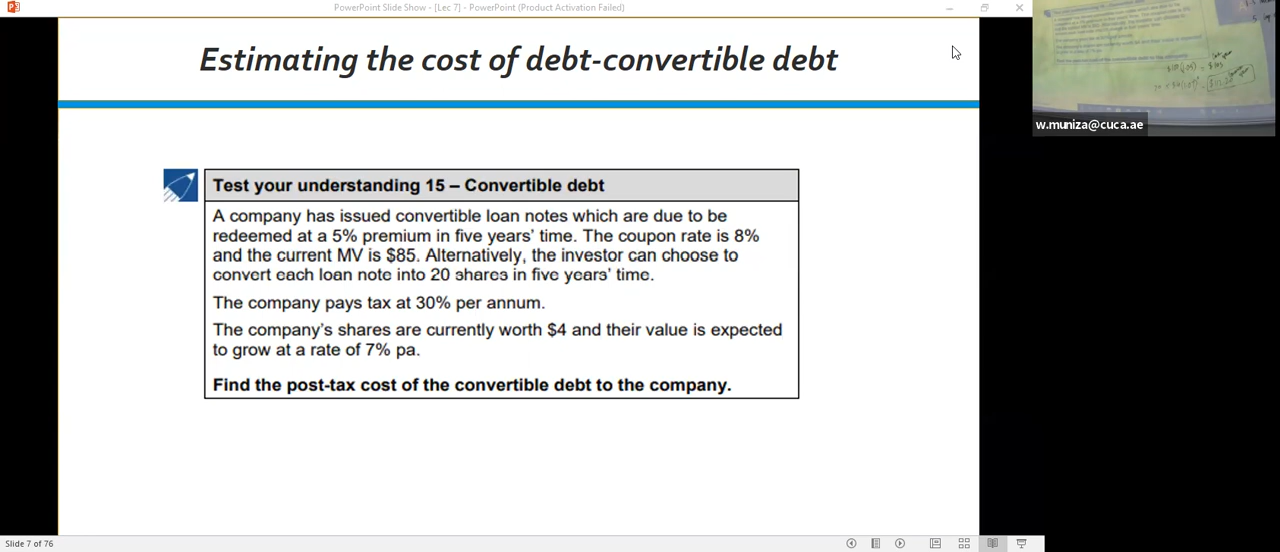 PowerPoint Slide Show - [Lec 7] - PowerPoint (Product Activation Failed)
Estimating the cost of debt-convertible debt
w.muniza@cuca.ae
Test your understanding 15 – Convertible debt
A company has issued convertible loan notes which are due to be
redeemed at a 5% premium in five years' time. The coupon rate is 8%
and the current MV is $85. Alternatively, the investor can choose to
convert each loan note into 20 shares in five years' time.
The company pays tax at 30% per annum.
The company's shares are currently worth $4 and their value is expected
to grow at a rate of 7% pa.
Find the post-tax cost of the convertible debt to the company.
Slide 7 of 76